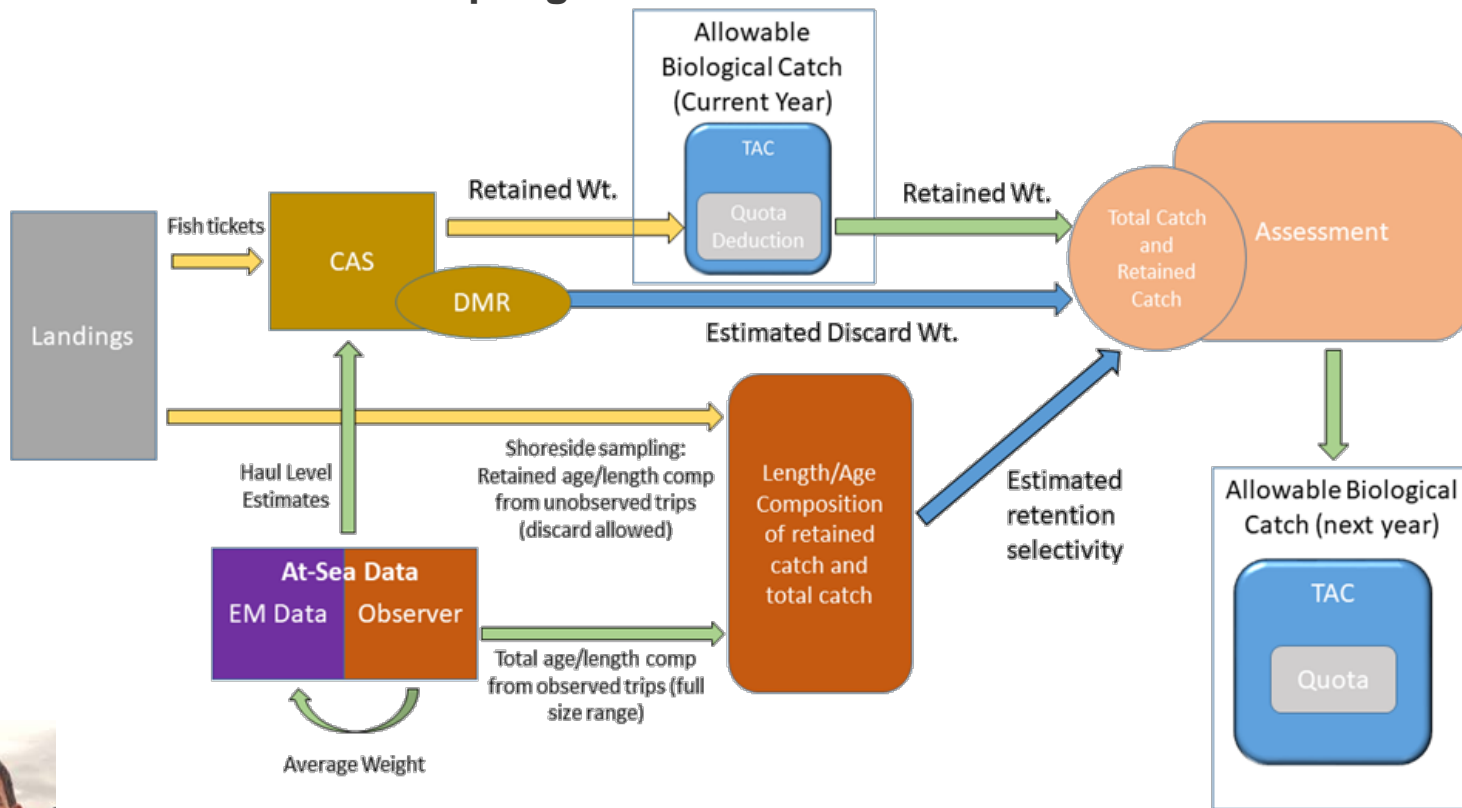 Allowable
Biological Catch
(Current Year)
TAC
Quota
Deduction
Retained Wt.
Retained Wt.
Fish tickets
CAS
DMR
Landings
Total Catch
and
Retained
Catch
Assessment
Estimated Discard Wt.
Haul Level
Estimates
Shoreside sampling:
Retained age/length comp
from unobserved trips
(discard allowed)
Length/Age
Composition
of retained
catch and
total catch
Estimated
retention
selectivity
Allowable Biological
Catch (next year)
TAC
Quota
At-Sea Data
EM Data
Observer
Total age/length comp
from observed trips (full
size range)
Average Weight